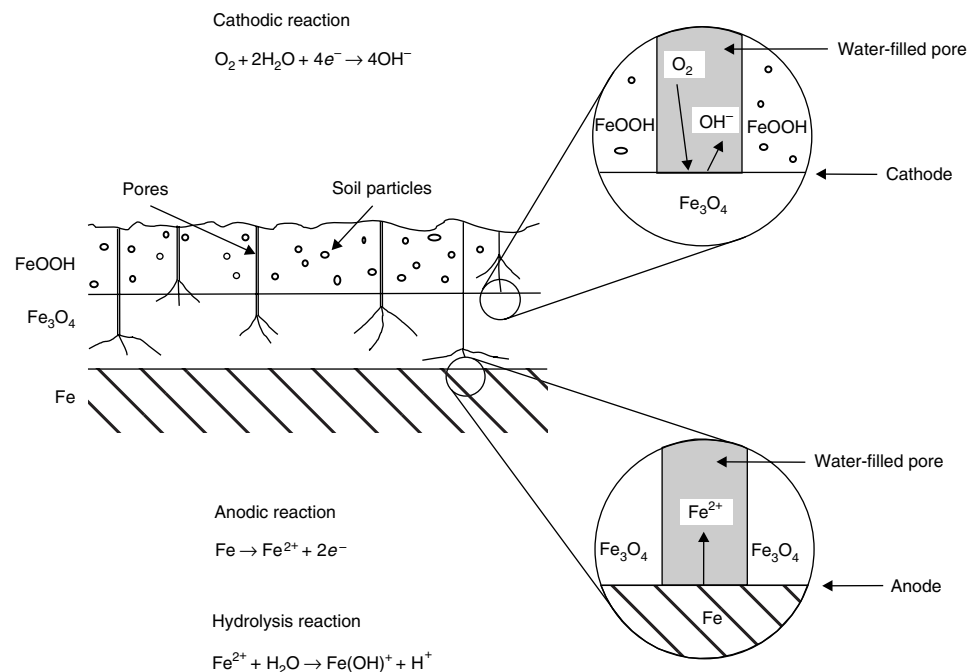 Cathodic reaction
O₂ + 2H₂O + 4e⁻ → 4OH⁻
Water-filled pore
O₂
OH⁻
FeOOH
FeOOH
Cathode
Fe₃O₄
Pores
Soil particles
FeOOH
Fe₃O₄
Fe
Water-filled pore
Fe²⁺
Fe₃O₄
Fe₃O₄
Anode
Fe
Anodic reaction
Fe → Fe²⁺ + 2e⁻
Hydrolysis reaction
Fe²⁺ + H₂O → Fe(OH)⁺ + H⁺